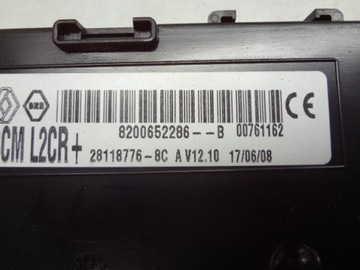 8200652286--B 00761162
CM L2CR+
28118776-8C A V12.10 17/06/08
CE